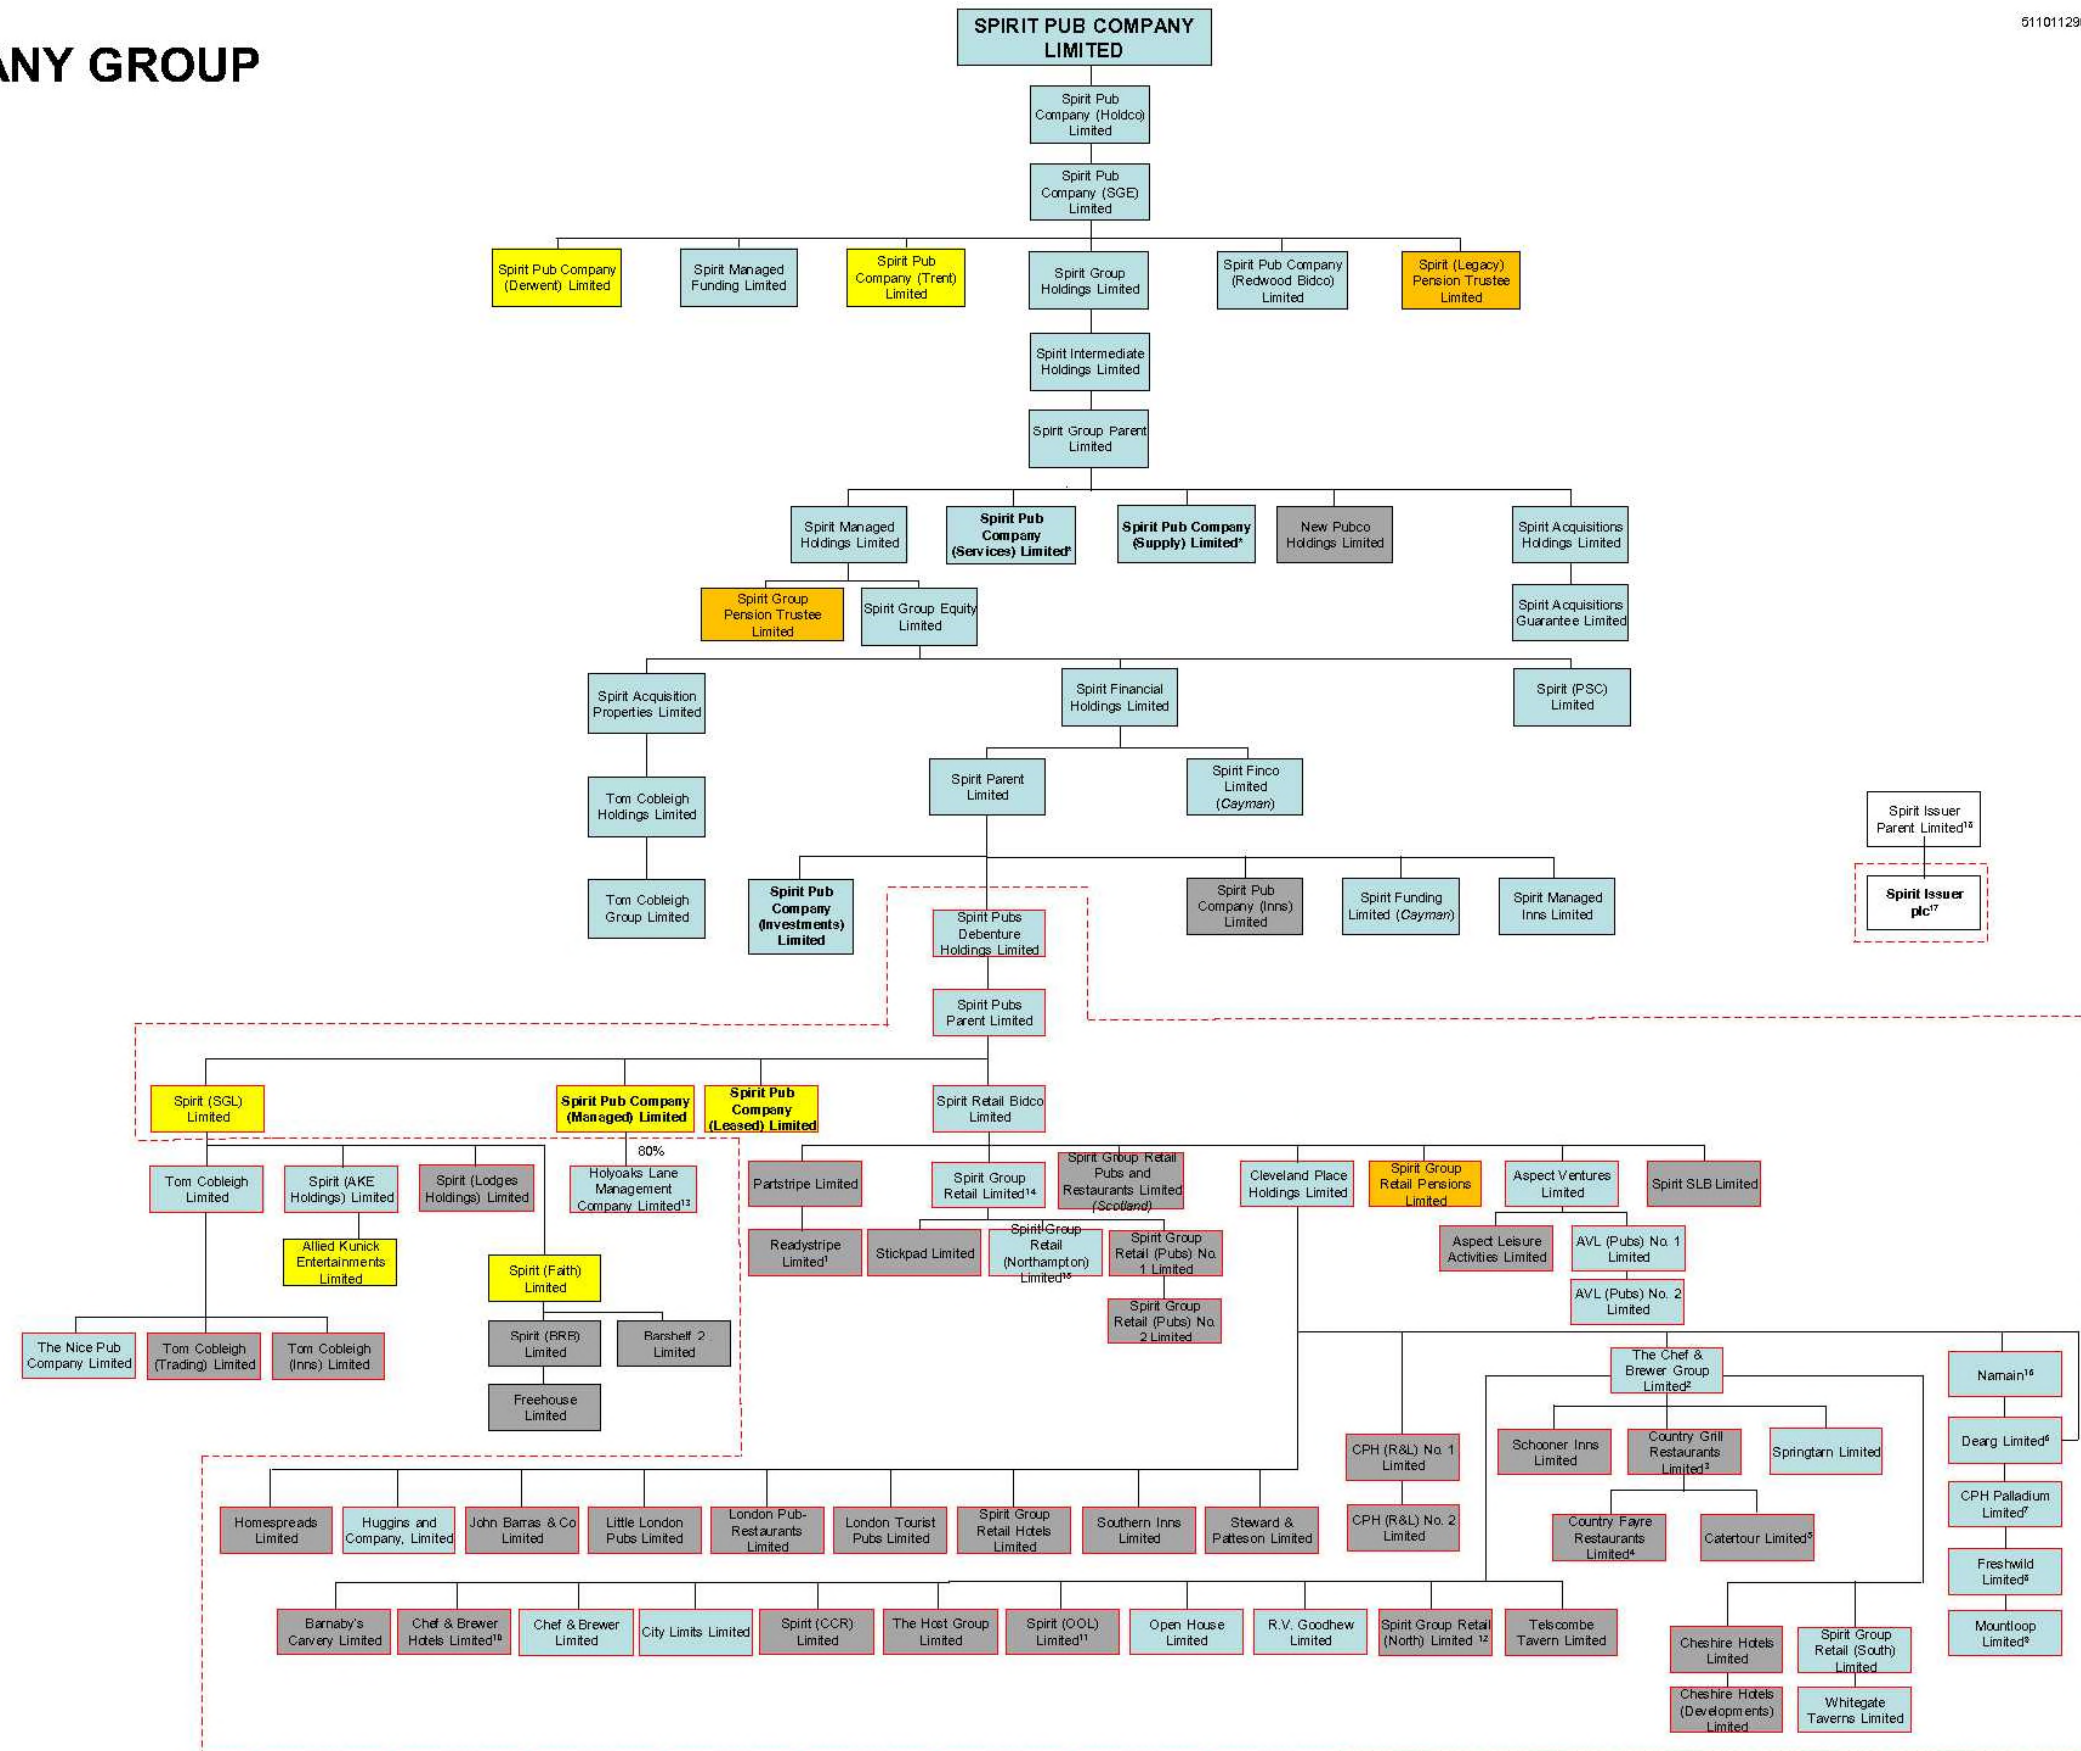 51101129
ANY GROUP
SPIRIT PUB COMPANY
LIMITED
Spirit Pub
Company (Holdco)
Limited
Spirit Pub
Company (SGE)
Limited
Spirit Pub Company
(Derwent) Limited
Spirit Managed
Funding Limited
Spirit Pub
Company (Trent)
Limited
Spirit Group
Holdings Limited
Spirit Pub Company
(Redwood Bidco)
Limited
Spirit (Legacy)
Pension Trustee
Limited
Spirit Intermediate
Holdings Limited
Spirit Group Parent
Limited
Spirit Managed
Holdings Limited
Spirit Pub
Company
(Services) Limited*
Spirit Pub Company
(Supply) Limited*
New Pubco
Holdings Limited
Spirit Acquisitions
Holdings Limited
Spirit Group
Pension Trustee
Limited
Spirit Group Equity
Limited
Spirit Acquisitions
Guarantee Limited
Spirit Acquisition
Properties Limited
Spirit Financial
Holdings Limited
Spirit (PSC)
Limited
Tom Cobleigh
Holdings Limited
Spirit Parent
Limited
Spirit Finco
Limited
(Cayman)
Spirit Issuer
Parent Limited¹⁸
Tom Cobleigh
Group Limited
Spirit Pub
Company
(Investments)
Limited
Spirit Pubs
Debenture
Holdings Limited
Spirit Pub
Company (Inns)
Limited
Spirit Funding
Limited (Cayman)
Spirit Managed
Inns Limited
Spirit Issuer
plc¹⁷
Spirit Pubs
Parent Limited
Spirit (SGL)
Limited
Spirit Pub Company
(Managed) Limited
Spirit Pub
Company
(Leased) Limited
Spirit Retail Bidco
Limited
80%
Tom Cobleigh
Limited
Spirit (AKE
Holdings) Limited
Spirit (Lodges
Holdings) Limited
Holyoaks Lane
Management
Company Limited¹³
Partstripe Limited
Spirit Group
Retail Limited¹⁴
Spirit Group Retail
Pubs and
Restaurants Limited
(Scotland)
Cleveland Place
Holdings Limited
Spirit Group
Retail Pensions
Limited
Aspect Ventures
Limited
Spirit SLB Limited
Allied Kunick
Entertainments
Limited
Spirit (Faith)
Limited
Readystripe
Limited¹
Stickpad Limited
Spirit Group
Retail
(Northampton)
Limited¹⁵
Spirit Group
Retail (Pubs) No.
1 Limited
Aspect Leisure
Activities Limited
AVL (Pubs) No. 1
Limited
Spirit Group
Retail (Pubs) No.
2 Limited
AVL (Pubs) No. 2
Limited
The Nice Pub
Company Limited
Tom Cobleigh
(Trading) Limited
Tom Cobleigh
(Inns) Limited
Spirit (BRB)
Limited
Barshelf 2
Limited
Freehouse
Limited
The Chef &
Brewer Group
Limited²
Namain¹⁶
CPH (R&L) No. 1
Limited
Schooner Inns
Limited
Country Grill
Restaurants
Limited³
Springtarn Limited
Dearg Limited⁶
Homespreads
Limited
Huggins and
Company, Limited
John Barras & Co
Limited
Little London
Pubs Limited
London Pub-
Restaurants
Limited
London Tourist
Pubs Limited
Spirit Group
Retail Hotels
Limited
Southern Inns
Limited
Steward &
Patteson Limited
CPH (R&L) No. 2
Limited
Country Fayre
Restaurants
Limited⁴
Catertour Limited⁵
CPH Palladium
Limited⁷
Freshwild
Limited⁸
Barnaby's
Carvery Limited
Chef & Brewer
Hotels Limited¹⁰
Chef & Brewer
Limited
City Limits Limited
Spirit (CCR)
Limited
The Host Group
Limited
Spirit (OOL)
Limited¹¹
Open House
Limited
R.V. Goodhew
Limited
Spirit Group Retail
(North) Limited ¹²
Telscombe
Tavern Limited
Cheshire Hotels
Limited
Spirit Group
Retail (South)
Limited
Mountloop
Limited⁹
Cheshire Hotels
(Developments)
Limited
Whitegate
Taverns Limited